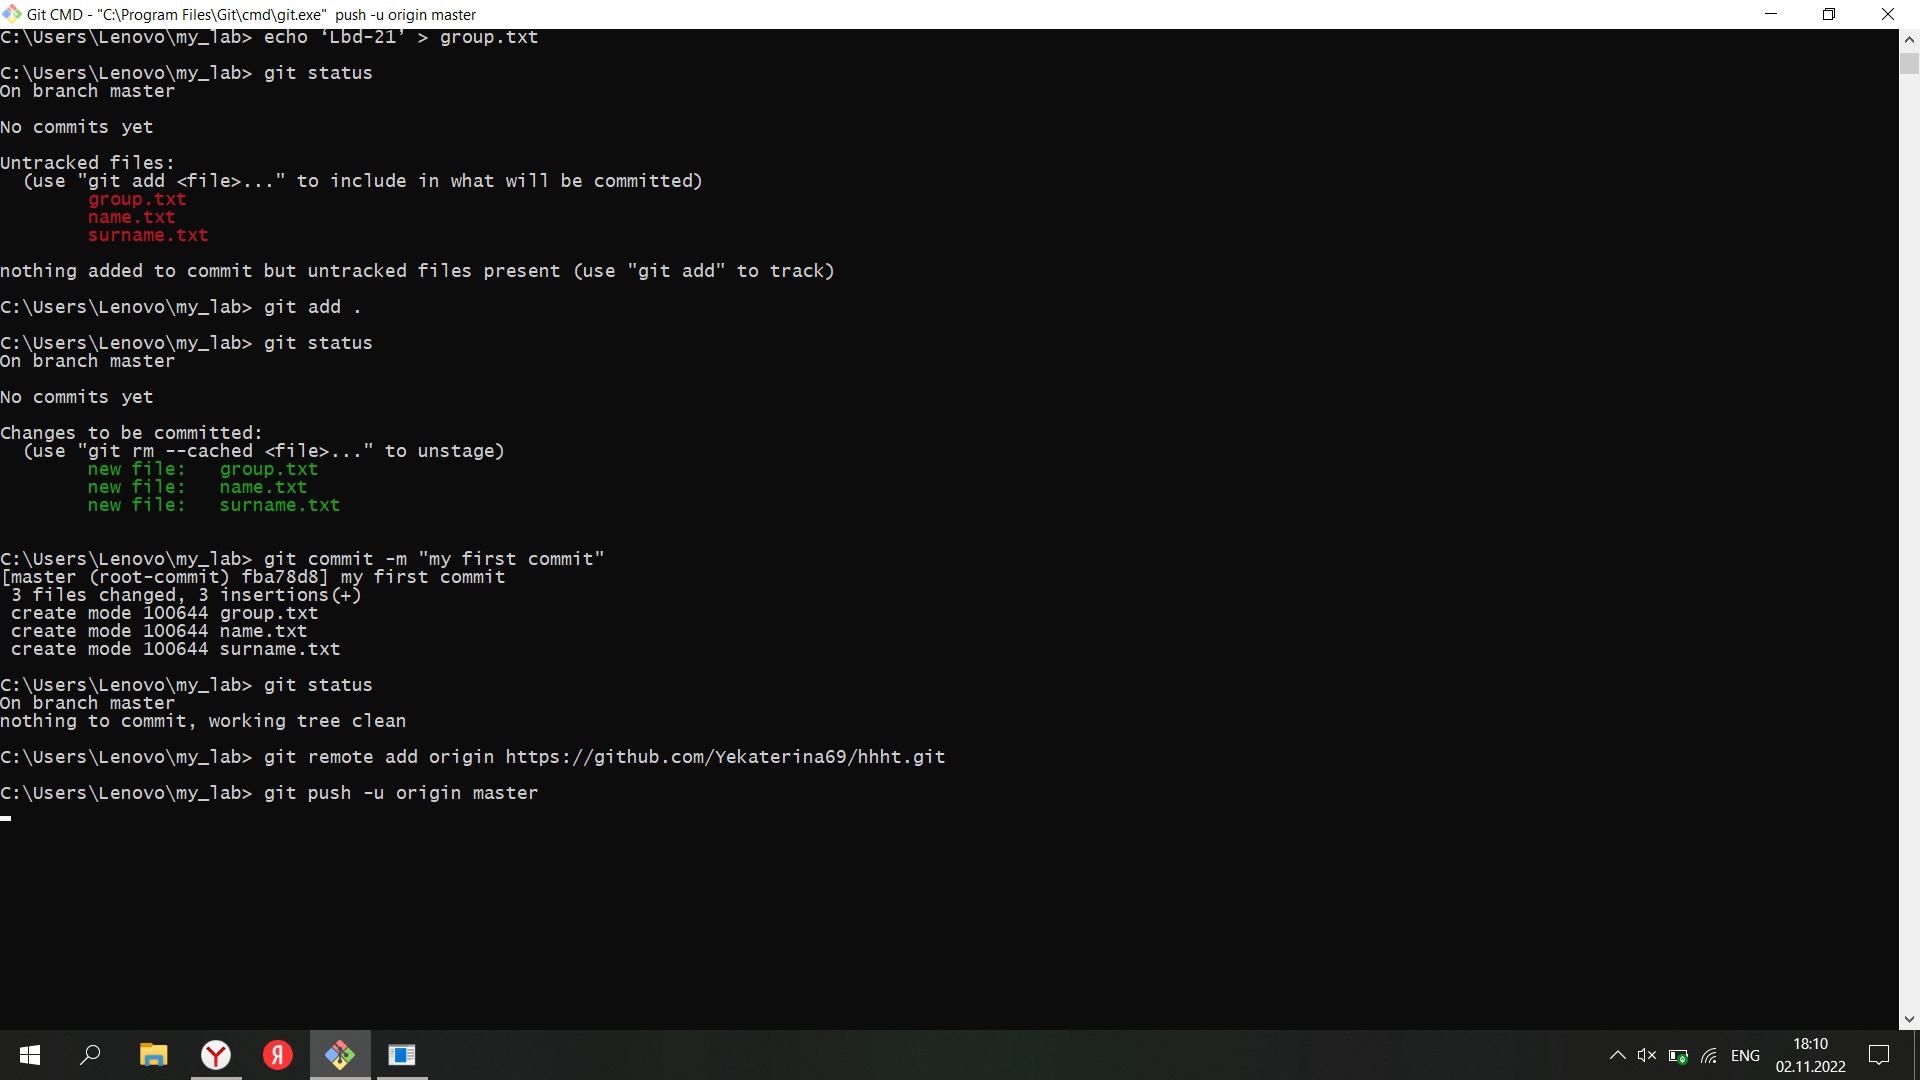 Git CMD - "C:\Program Files\Git\cmd\git.exe"  push -u origin master
C:\Users\Lenovo\my_lab> echo ‘Lbd-21’ > group.txt
C:\Users\Lenovo\my_lab> git status
On branch master
No commits yet
Untracked files:
  (use "git add <file>..." to include in what will be committed)
        group.txt
        name.txt
        surname.txt
nothing added to commit but untracked files present (use "git add" to track)
C:\Users\Lenovo\my_lab> git add .
C:\Users\Lenovo\my_lab> git status
On branch master
No commits yet
Changes to be committed:
  (use "git rm --cached <file>..." to unstage)
        new file:   group.txt
        new file:   name.txt
        new file:   surname.txt
C:\Users\Lenovo\my_lab> git commit -m "my first commit"
[master (root-commit) fba78d8] my first commit
 3 files changed, 3 insertions(+)
 create mode 100644 group.txt
 create mode 100644 name.txt
 create mode 100644 surname.txt
C:\Users\Lenovo\my_lab> git status
On branch master
nothing to commit, working tree clean
C:\Users\Lenovo\my_lab> git remote add origin https://github.com/Yekaterina69/hhht.git
C:\Users\Lenovo\my_lab> git push -u origin master
Я
ENG
18:10
02.11.2022